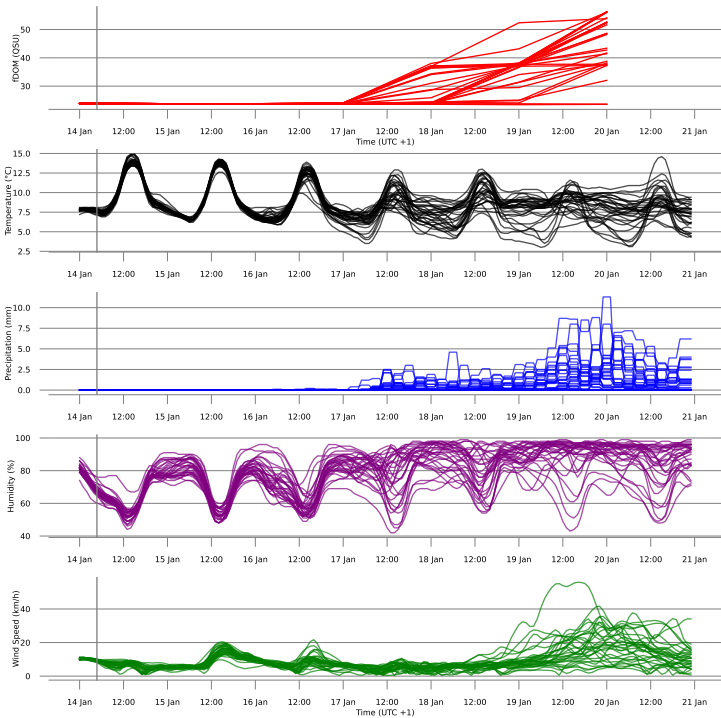 fDOM (QSU)
50
40
30
14 Jan 12:00 15 Jan 12:00 16 Jan 12:00 17 Jan 12:00 18 Jan 12:00 19 Jan 12:00 20 Jan 12:00 21 Jan
Time (UTC +1)
Temperature (°C)
15.0
12.5
10.0
7.5
5.0
2.5
14 Jan 12:00 15 Jan 12:00 16 Jan 12:00 17 Jan 12:00 18 Jan 12:00 19 Jan 12:00 20 Jan 12:00 21 Jan
Precipitation (mm)
10.0
7.5
5.0
2.5
0.0
14 Jan 12:00 15 Jan 12:00 16 Jan 12:00 17 Jan 12:00 18 Jan 12:00 19 Jan 12:00 20 Jan 12:00 21 Jan
Humidity (%)
100
80
60
40
14 Jan 12:00 15 Jan 12:00 16 Jan 12:00 17 Jan 12:00 18 Jan 12:00 19 Jan 12:00 20 Jan 12:00 21 Jan
Wind Speed (km/h)
40
20
0
14 Jan 12:00 15 Jan 12:00 16 Jan 12:00 17 Jan 12:00 18 Jan 12:00 19 Jan 12:00 20 Jan 12:00 21 Jan
Time (UTC +1)